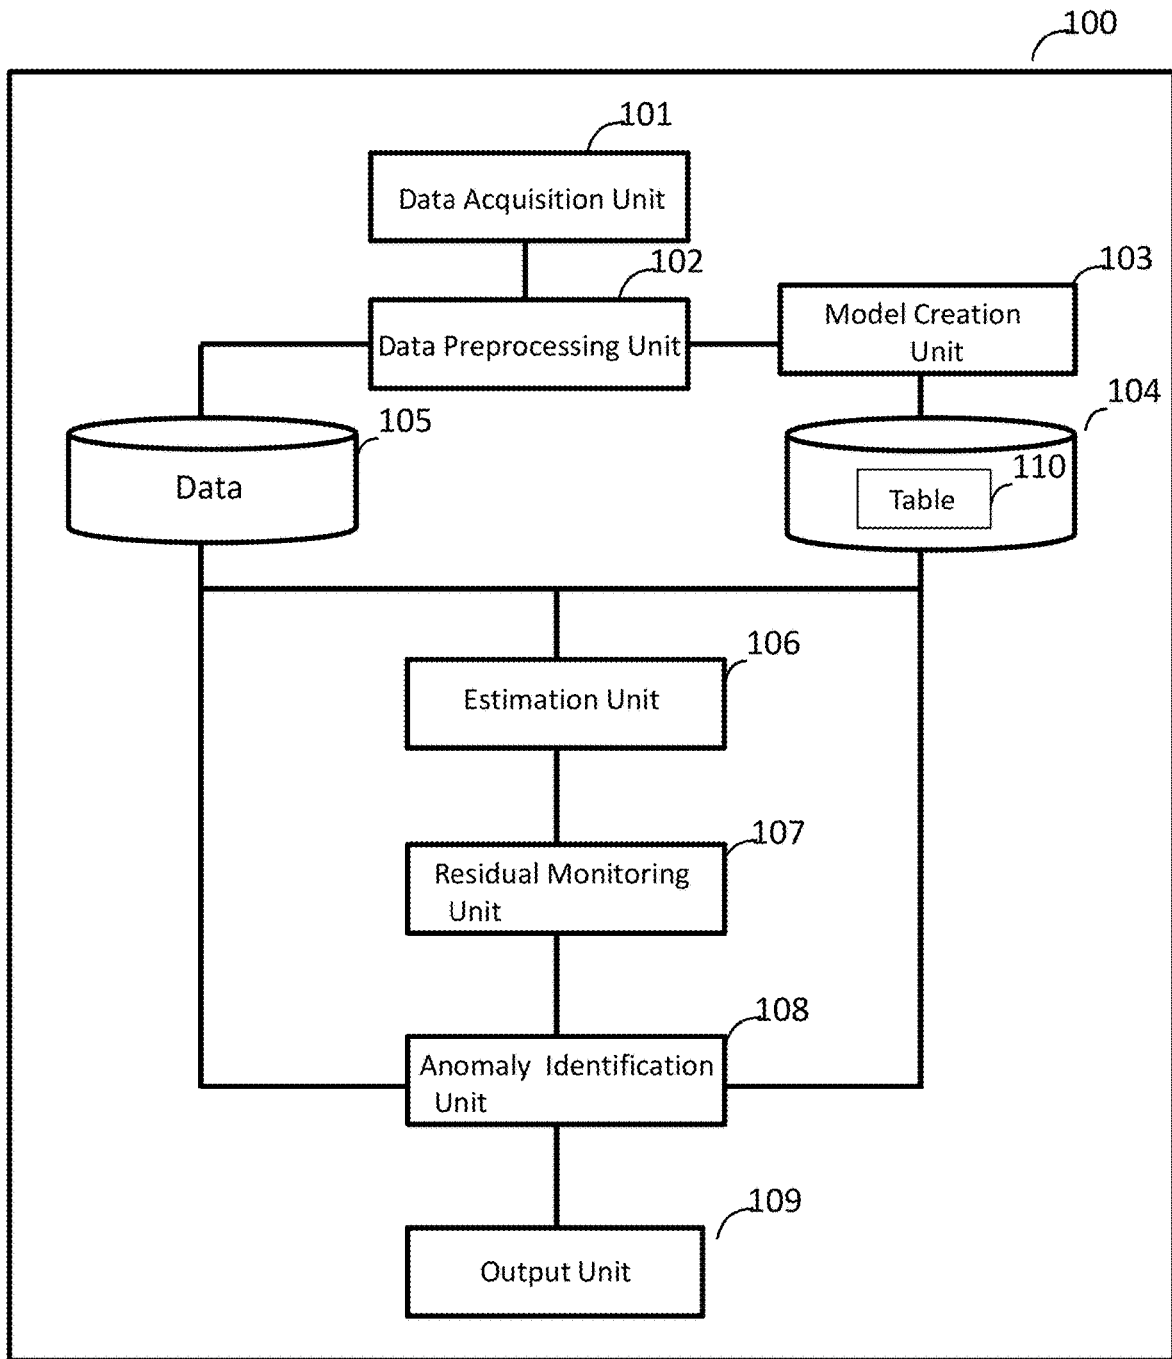 100
101
Data Acquisition Unit
102
Data Preprocessing Unit
103
Model Creation
Unit
104
105
Data
110
Table
106
Estimation Unit
107
Residual Monitoring
Unit
108
Anomaly Identification
Unit
109
Output Unit